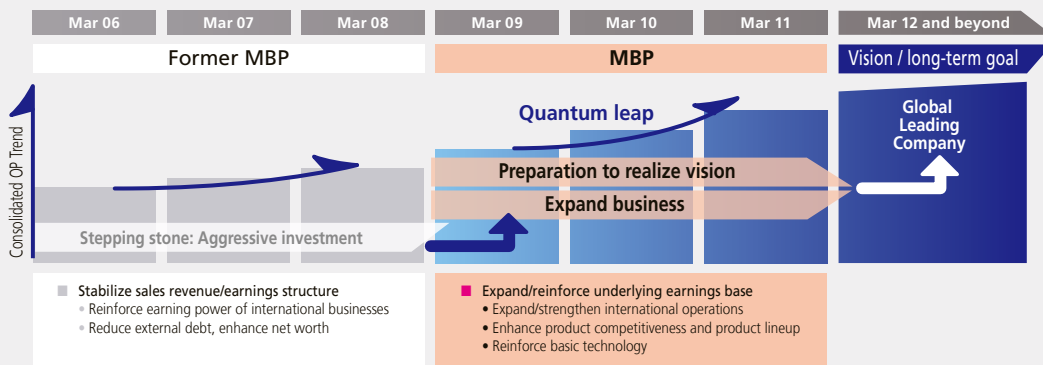 Mar 06
Mar 07
Mar 08
Mar 09
Mar 10
Mar 11
Mar 12 and beyond
Former MBP
MBP
Vision / long-term goal
Consolidated OP Trend
Quantum leap
Global
Leading
Company
Preparation to realize vision
Expand business
Stepping stone: Aggressive investment
■ Stabilize sales revenue/earnings structure
• Reinforce earning power of international businesses
• Reduce external debt, enhance net worth
■ Expand/reinforce underlying earnings base
• Expand/strengthen international operations
• Enhance product competitiveness and product lineup
• Reinforce basic technology